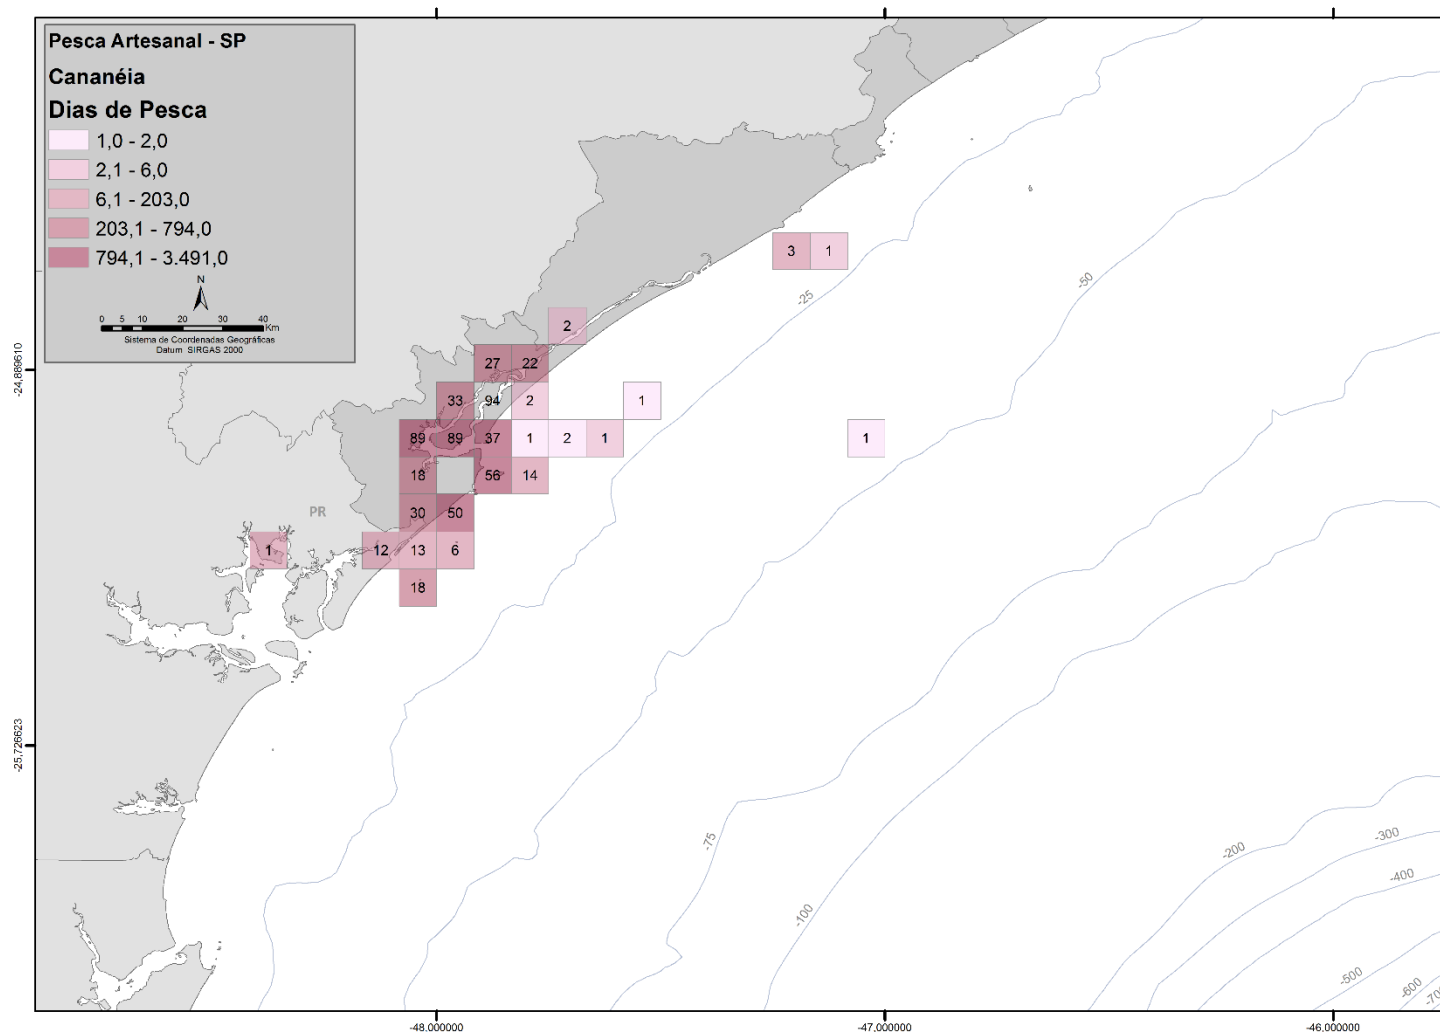 Pesca Artesanal - SP
Cananéia
Dias de Pesca
1,0 - 2,0
2,1 - 6,0
6,1 - 203,0
203,1 - 794,0
794,1 - 3.491,0
N
0 5 10 20 30 40
Km
Sistema de Coordenadas Geográficas
Datum SIRGAS 2000
3 1
-25
-50
2
27 22
33 94 2 1
89 89 37 1 2 1 1
18 56 14
PR
30 50
1 12 13 6
18
-24,889610
-25,726623
-75
-100
-200
-300
-400
-500
-600
-700
-48.000000
-47.000000
-46.000000